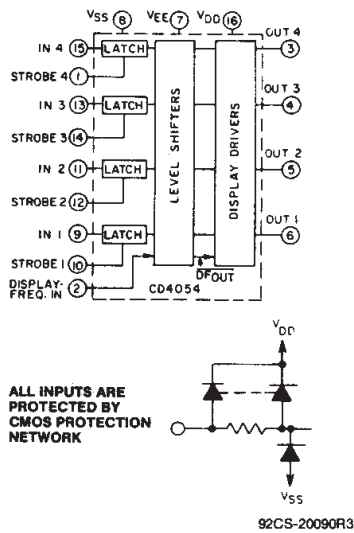 VSS 8 VEE 7 VDD 16
IN 4 15 LATCH OUT 4 3
STROBE 4 1
IN 3 13 LATCH OUT 3 4
STROBE 3 14
LEVEL SHIFTERS
DISPLAY DRIVERS
IN 2 11 LATCH OUT 2 5
STROBE 2 12
IN 1 9 LATCH OUT 1 6
STROBE 1 10
DISPLAY-
FREQ. IN 2
DFOUT
CD4054
VDD
ALL INPUTS ARE
PROTECTED BY
CMOS PROTECTION
NETWORK
VSS
92CS-20090R3